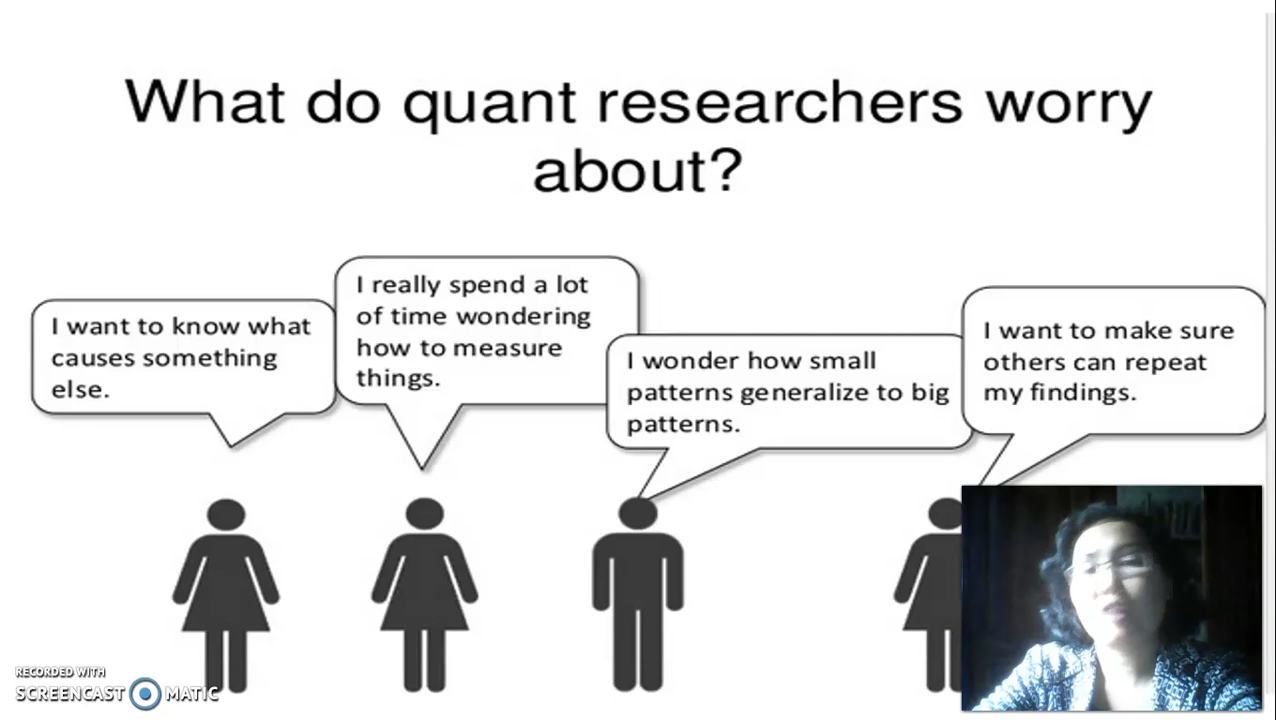 What do quant researchers worry
about?
I want to know what
causes something
else.
I really spend a lot
of time wondering
how to measure
things.
I wonder how small
patterns generalize to big
patterns.
I want to make sure
others can repeat
my findings.
RECORDED WITH
SCREENCAST MATIC